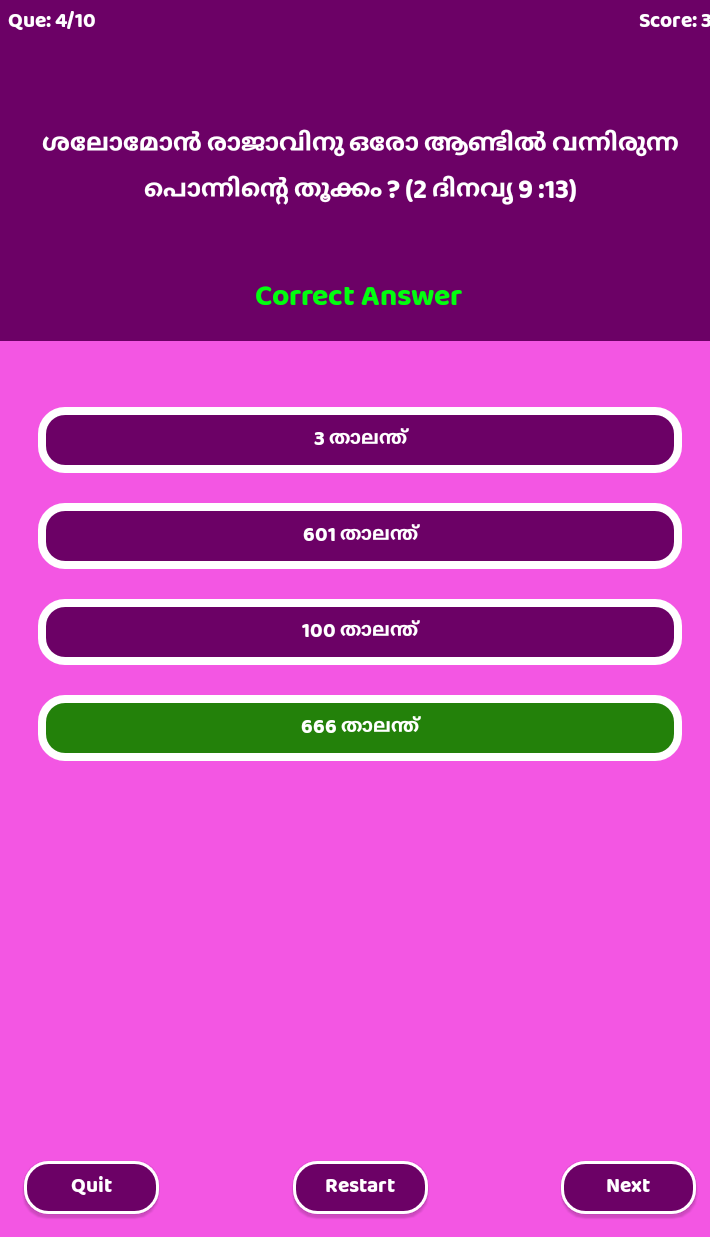 Que: 4/10
Score: 3
ശലോമോൻ രാജാവിനു ഒരോ ആണ്ടിൽ വന്നിരുന്ന
പൊന്നിന്റെ തൂക്കം ? (2 ദിനവൃ 9 :13)
Correct Answer
3 താലന്ത്
601 താലന്ത്
100 താലന്ത്
666 താലന്ത്
Quit
Restart
Next